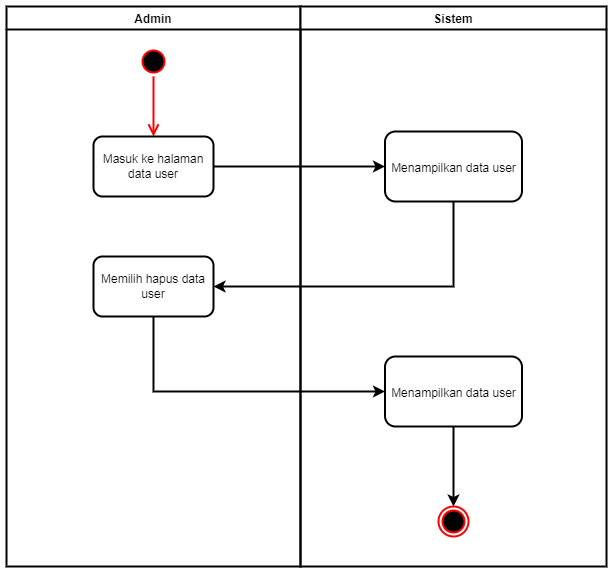 Admin
Sistem
Masuk ke halaman
data user
Menampilkan data user
Memilih hapus data
user
Menampilkan data user